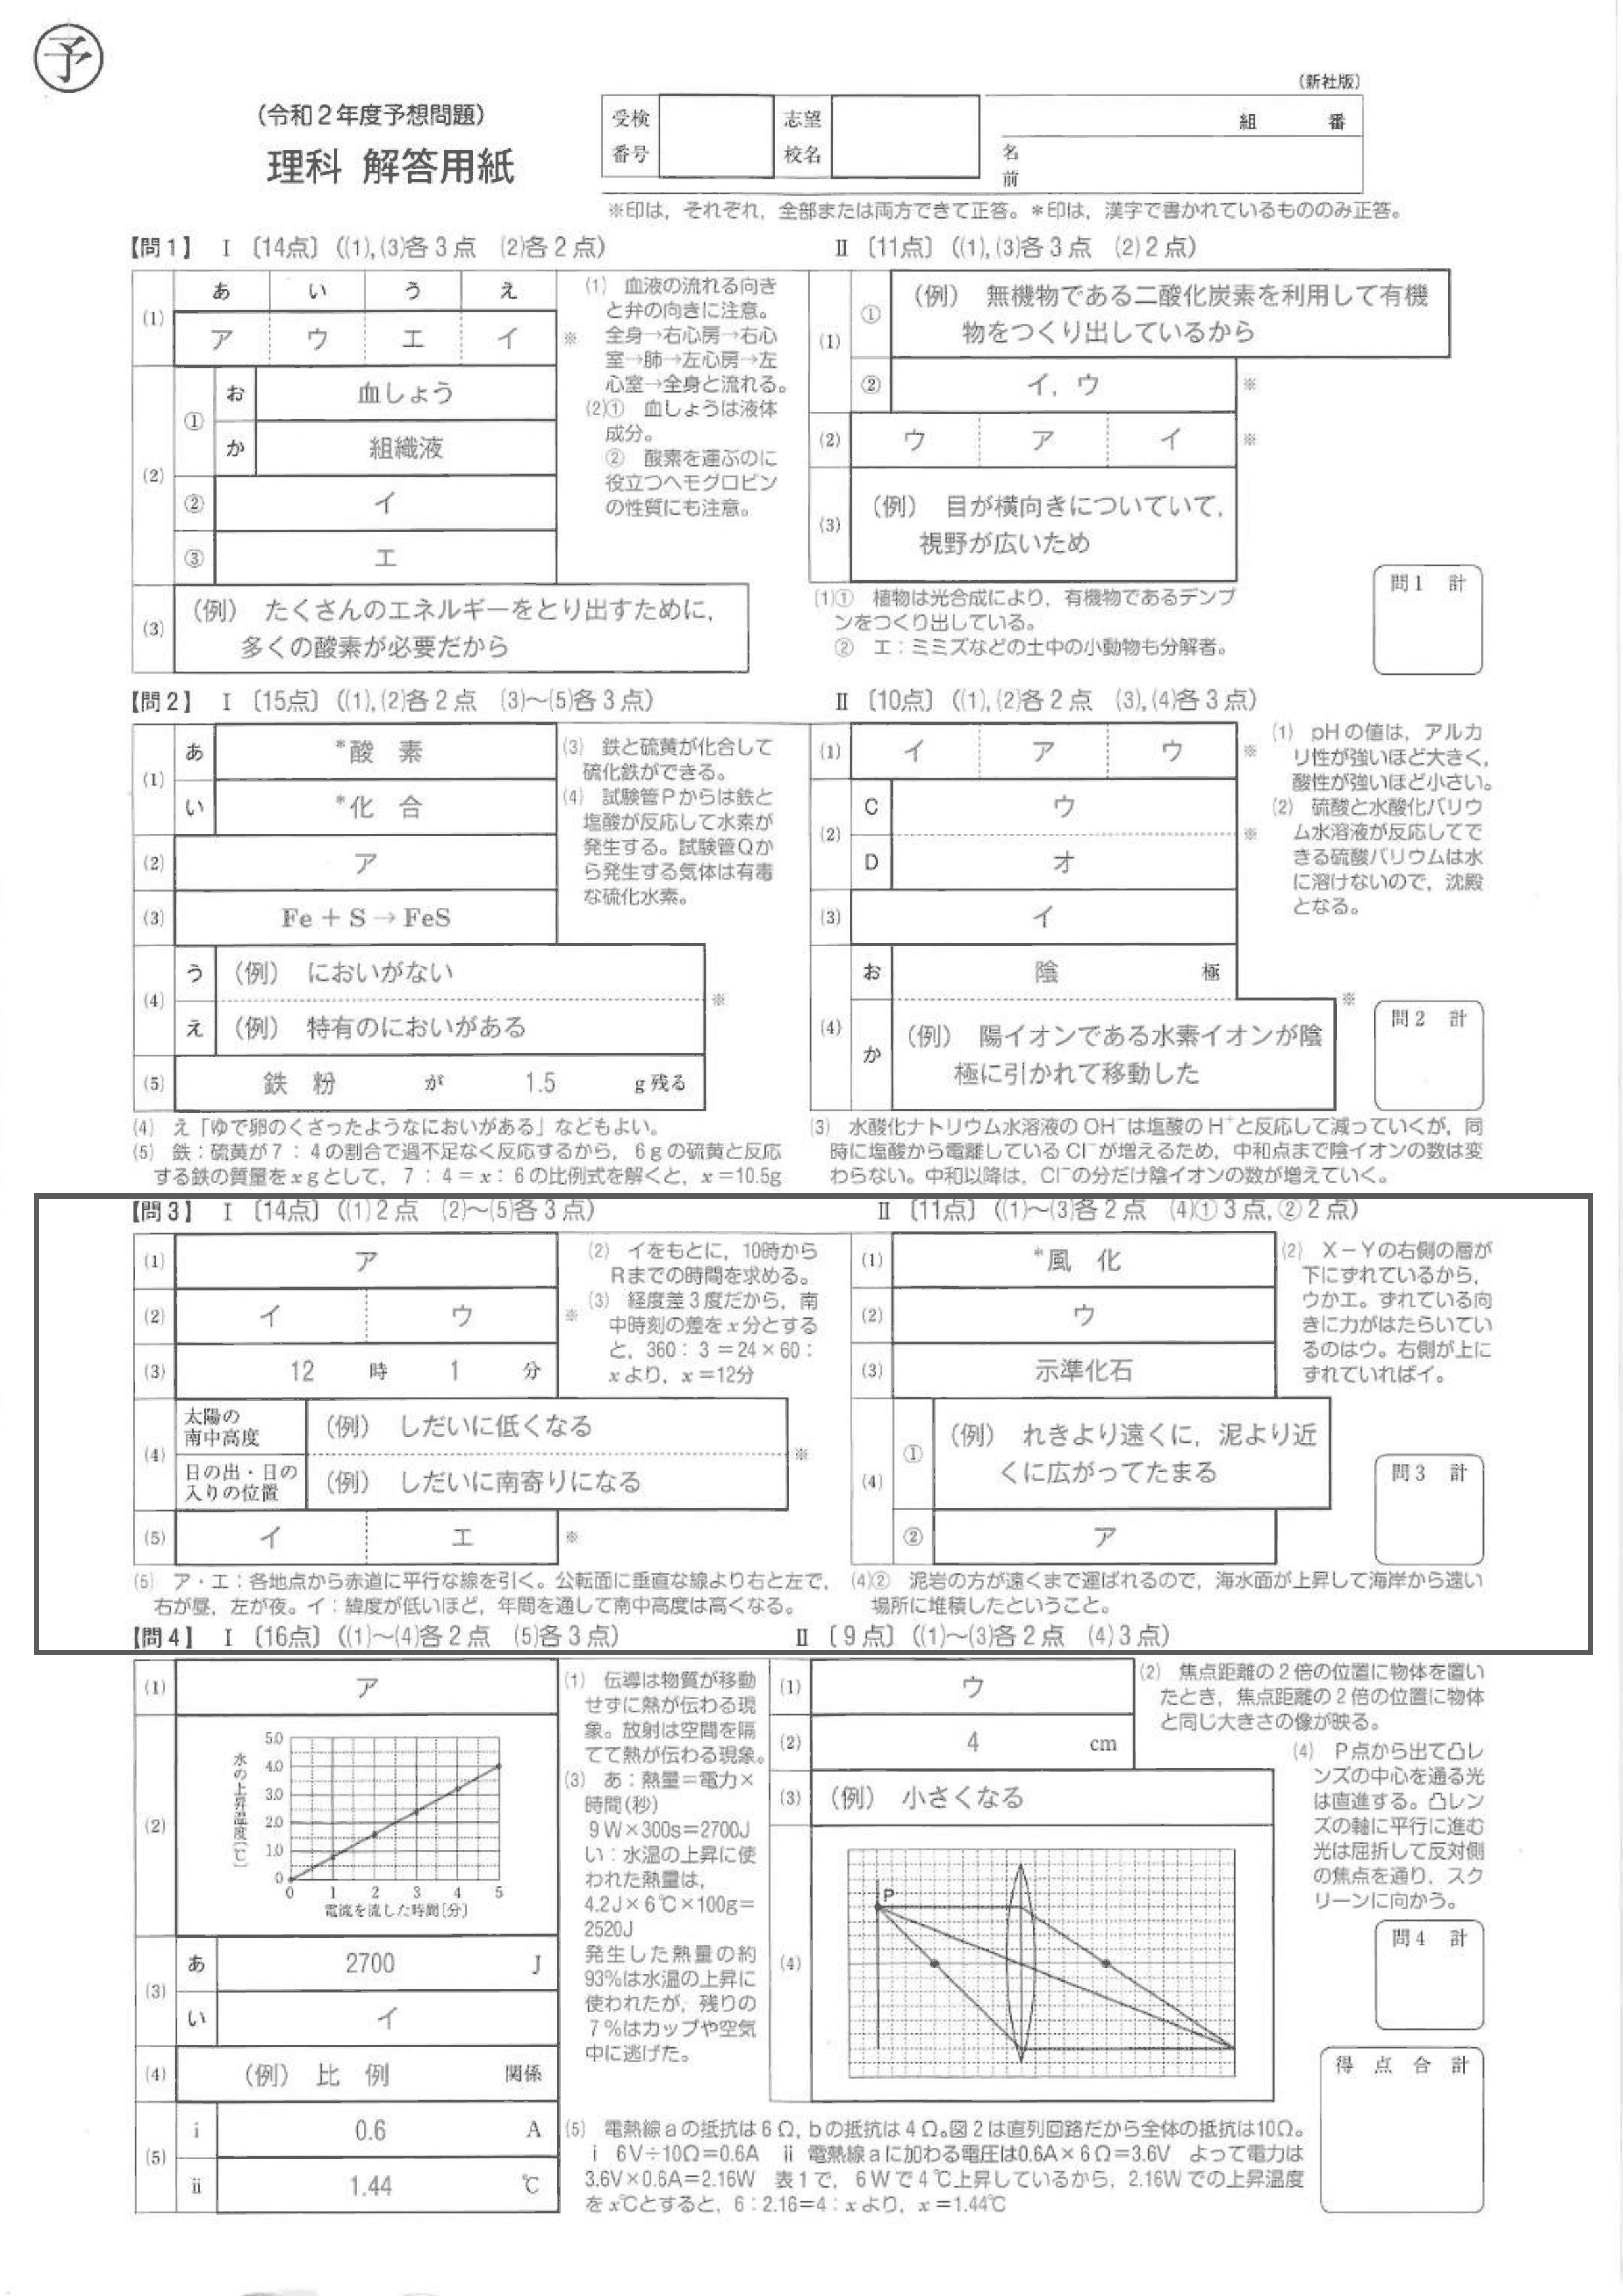 予
(新社版)
(令和2年度予想問題)
理科 解答用紙
受検番号
志望校名
組 番
名前
※印は，それぞれ，全部または両方できて正答。＊印は，漢字で書かれているもののみ正答。
【問1】 Ⅰ 〔14点〕 ((1),(3)各3点 (2)各2点)
(1)
あ い う え
ア ウ エ イ ※
(2)
① お 血しょう
か 組織液
② イ
③ エ
(3) (例) たくさんのエネルギーをとり出すために，
多くの酸素が必要だから
(1) 血液の流れる向き
と弁の向きに注意。
全身→右心房→右心
室→肺→左心房→左
心室→全身と流れる。
(2)① 血しょうは液体
成分。
② 酸素を運ぶのに
役立つヘモグロビン
の性質にも注意。
Ⅱ 〔11点〕 ((1),(3)各3点 (2)2点)
(1)
① (例) 無機物である二酸化炭素を利用して有機
物をつくり出しているから
② イ，ウ ※
(2) ウ ア イ ※
(3) (例) 目が横向きについていて，
視野が広いため
(1)① 植物は光合成により，有機物であるデンプ
ンをつくり出している。
② エ：ミミズなどの土中の小動物も分解者。
問1 計
【問2】 Ⅰ 〔15点〕 ((1),(2)各2点 (3)〜(5)各3点)
(1)
あ ＊酸 素
い ＊化 合
(2) ア
(3) Fe + S → FeS
(4)
う (例) においがない
え (例) 特有のにおいがある
※
(5) 鉄 粉 が 1.5 g残る
(3) 鉄と硫黄が化合して
硫化鉄ができる。
(4) 試験管Pからは鉄と
塩酸が反応して水素が
発生する。試験管Qか
ら発生する気体は有毒
な硫化水素。
(4) え「ゆで卵のくさったようなにおいがある」などもよい。
(5) 鉄：硫黄が7：4の割合で過不足なく反応するから，6gの硫黄と反応
する鉄の質量をxgとして，7：4＝x：6の比例式を解くと，x＝10.5g
Ⅱ 〔10点〕 ((1),(2)各2点 (3),(4)各3点)
(1) イ ア ウ ※
(2)
C ウ
D オ
※
(3) イ
(4)
お 陰 極
か (例) 陽イオンである水素イオンが陰
極に引かれて移動した
※
(1) pHの値は，アルカ
リ性が強いほど大きく，
酸性が強いほど小さい。
(2) 硫酸と水酸化バリウ
ム水溶液が反応してで
きる硫酸バリウムは水
に溶けないので，沈殿
となる。
問2 計
(3) 水酸化ナトリウム水溶液のOH⁻は塩酸のH⁺と反応して減っていくが，同
時に塩酸から電離しているCl⁻が増えるため，中和点まで陰イオンの数は変
わらない。中和以降は，Cl⁻の分だけ陰イオンの数が増えていく。
【問3】 Ⅰ 〔14点〕 ((1)2点 (2)〜(5)各3点)
(1) ア
(2) イ ウ ※
(3) 12 時 1 分
(4)
太陽の
南中高度
(例) しだいに低くなる
日の出・日の
入りの位置
(例) しだいに南寄りになる
※
(5) イ エ ※
(2) イをもとに，10時から
Rまでの時間を求める。
(3) 経度差3度だから，南
中時刻の差をx分とする
と，360：3＝24×60：
xより，x＝12分
(5) ア・エ：各地点から赤道に平行な線を引く。公転面に垂直な線より右と左で，
右が昼，左が夜。イ：緯度が低いほど，年間を通して南中高度は高くなる。
Ⅱ 〔11点〕 ((1)〜(3)各2点 (4)①3点，②2点)
(1) ＊風 化
(2) ウ
(3) 示準化石
(4)
① (例) れきより遠くに，泥より近
くに広がってたまる
② ア
(2) X－Yの右側の層が
下にずれているから，
ウかエ。ずれている向
きに力がはたらいてい
るのはウ。右側が上に
ずれていればイ。
問3 計
(4)② 泥岩の方が遠くまで運ばれるので，海水面が上昇して海岸から遠い
場所に堆積したということ。
【問4】 Ⅰ 〔16点〕 ((1)〜(4)各2点 (5)各3点)
(1) ア
(2)
水の上昇温度〔℃〕
5.0
4.0
3.0
2.0
1.0
0
0 1 2 3 4 5
電流を流した時間〔分〕
(3)
あ 2700 J
い イ
(4) (例) 比 例 関係
(5)
ⅰ 0.6 A
ⅱ 1.44 ℃
(1) 伝導は物質が移動
せずに熱が伝わる現
象。放射は空間を隔
てて熱が伝わる現象。
(3) あ：熱量＝電力×
時間(秒)
9W×300s＝2700J
い：水温の上昇に使
われた熱量は，
4.2J×6℃×100g＝
2520J
発生した熱量の約
93％は水温の上昇に
使われたが，残りの
7％はカップや空気
中に逃げた。
Ⅱ 〔9点〕 ((1)〜(3)各2点 (4)3点)
(1) ウ
(2) 4 cm
(3) (例) 小さくなる
(4)
P
(2) 焦点距離の2倍の位置に物体を置い
たとき，焦点距離の2倍の位置に物体
と同じ大きさの像が映る。
(4) P点から出て凸レ
ンズの中心を通る光
は直進する。凸レン
ズの軸に平行に進む
光は屈折して反対側
の焦点を通り，スク
リーンに向かう。
問4 計
得点合計
(5) 電熱線aの抵抗は6Ω，bの抵抗は4Ω。図2は直列回路だから全体の抵抗は10Ω。
ⅰ 6V÷10Ω＝0.6A ⅱ 電熱線aに加わる電圧は0.6A×6Ω＝3.6V よって電力は
3.6V×0.6A＝2.16W 表1で，6Wで4℃上昇しているから，2.16Wでの上昇温度
をx℃とすると，6：2.16＝4：xより，x＝1.44℃